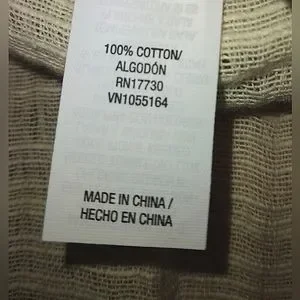 100% COTTON/
ALGODÓN
RN17730
VN1055164
MADE IN CHINA /
HECHO EN CHINA